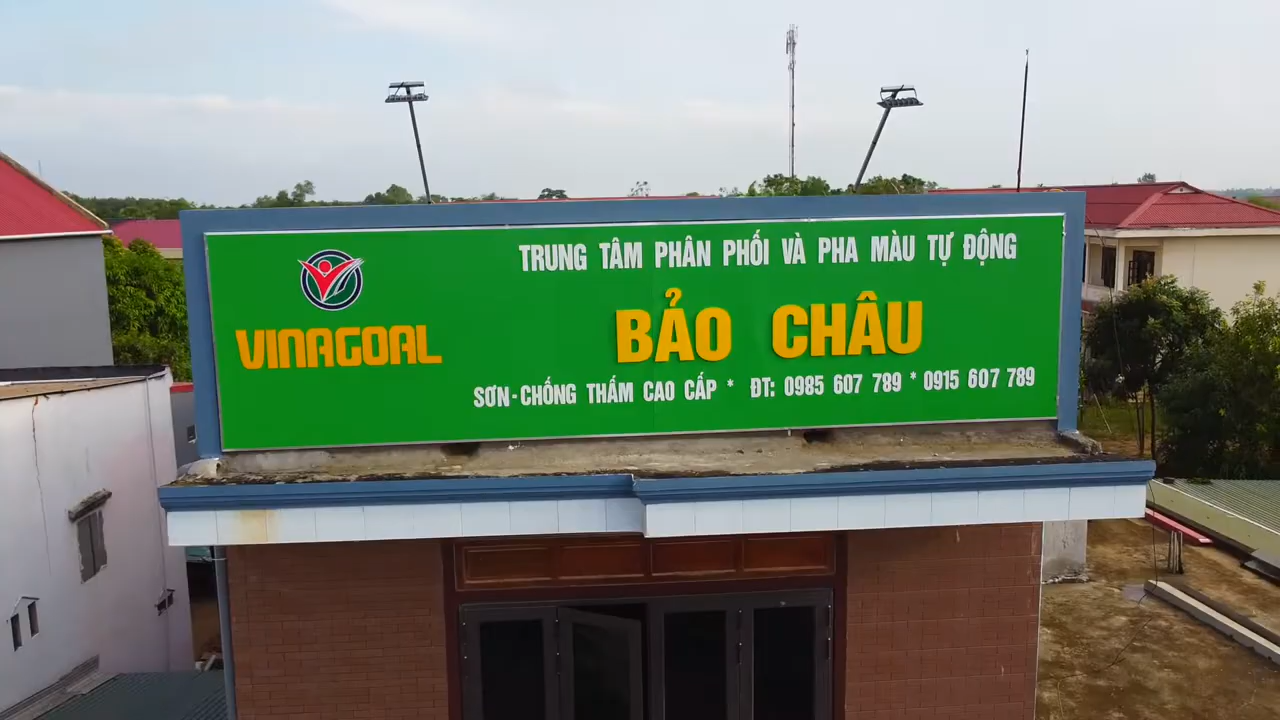 VINAGOAL
TRUNG TÂM PHÂN PHỐI VÀ PHA MÀU TỰ ĐỘNG
BẢO CHÂU
SƠN-CHỐNG THẤM CAO CẤP * ĐT: 0985 607 789 * 0915 607 789